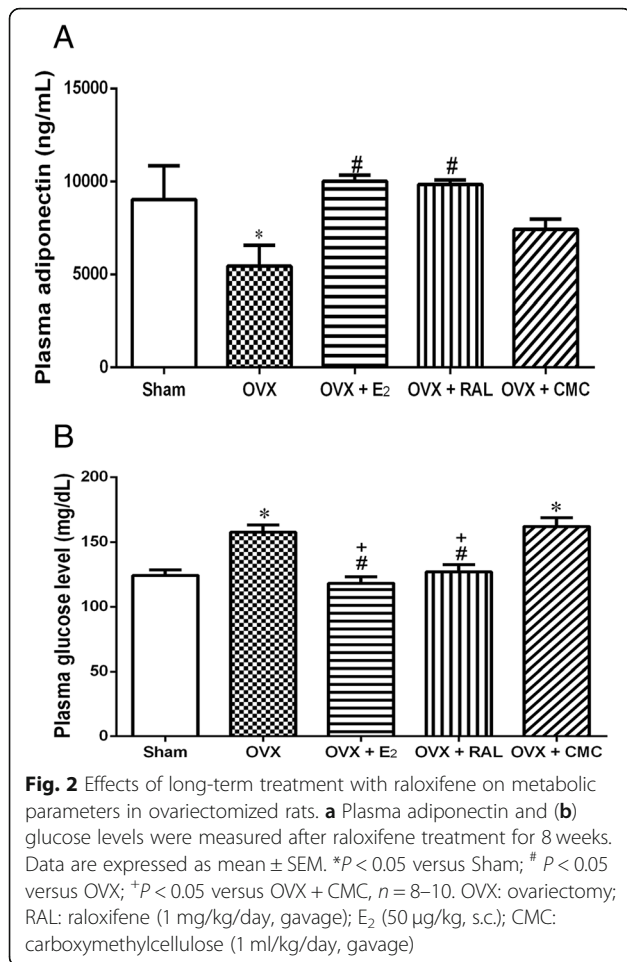 A
Plasma adiponectin (ng/mL)
15000
10000
5000
0
*
#
#
Sham OVX OVX + E2 OVX + RAL OVX + CMC
B
Plasma glucose level (mg/dL)
200
150
100
50
0
*
+
#
+
#
*
Sham OVX OVX + E2 OVX + RAL OVX + CMC
Fig. 2 Effects of long-term treatment with raloxifene on metabolic
parameters in ovariectomized rats. a Plasma adiponectin and (b)
glucose levels were measured after raloxifene treatment for 8 weeks.
Data are expressed as mean ± SEM. *P < 0.05 versus Sham; # P < 0.05
versus OVX; +P < 0.05 versus OVX + CMC, n = 8–10. OVX: ovariectomy;
RAL: raloxifene (1 mg/kg/day, gavage); E2 (50 μg/kg, s.c.); CMC:
carboxymethylcellulose (1 ml/kg/day, gavage)